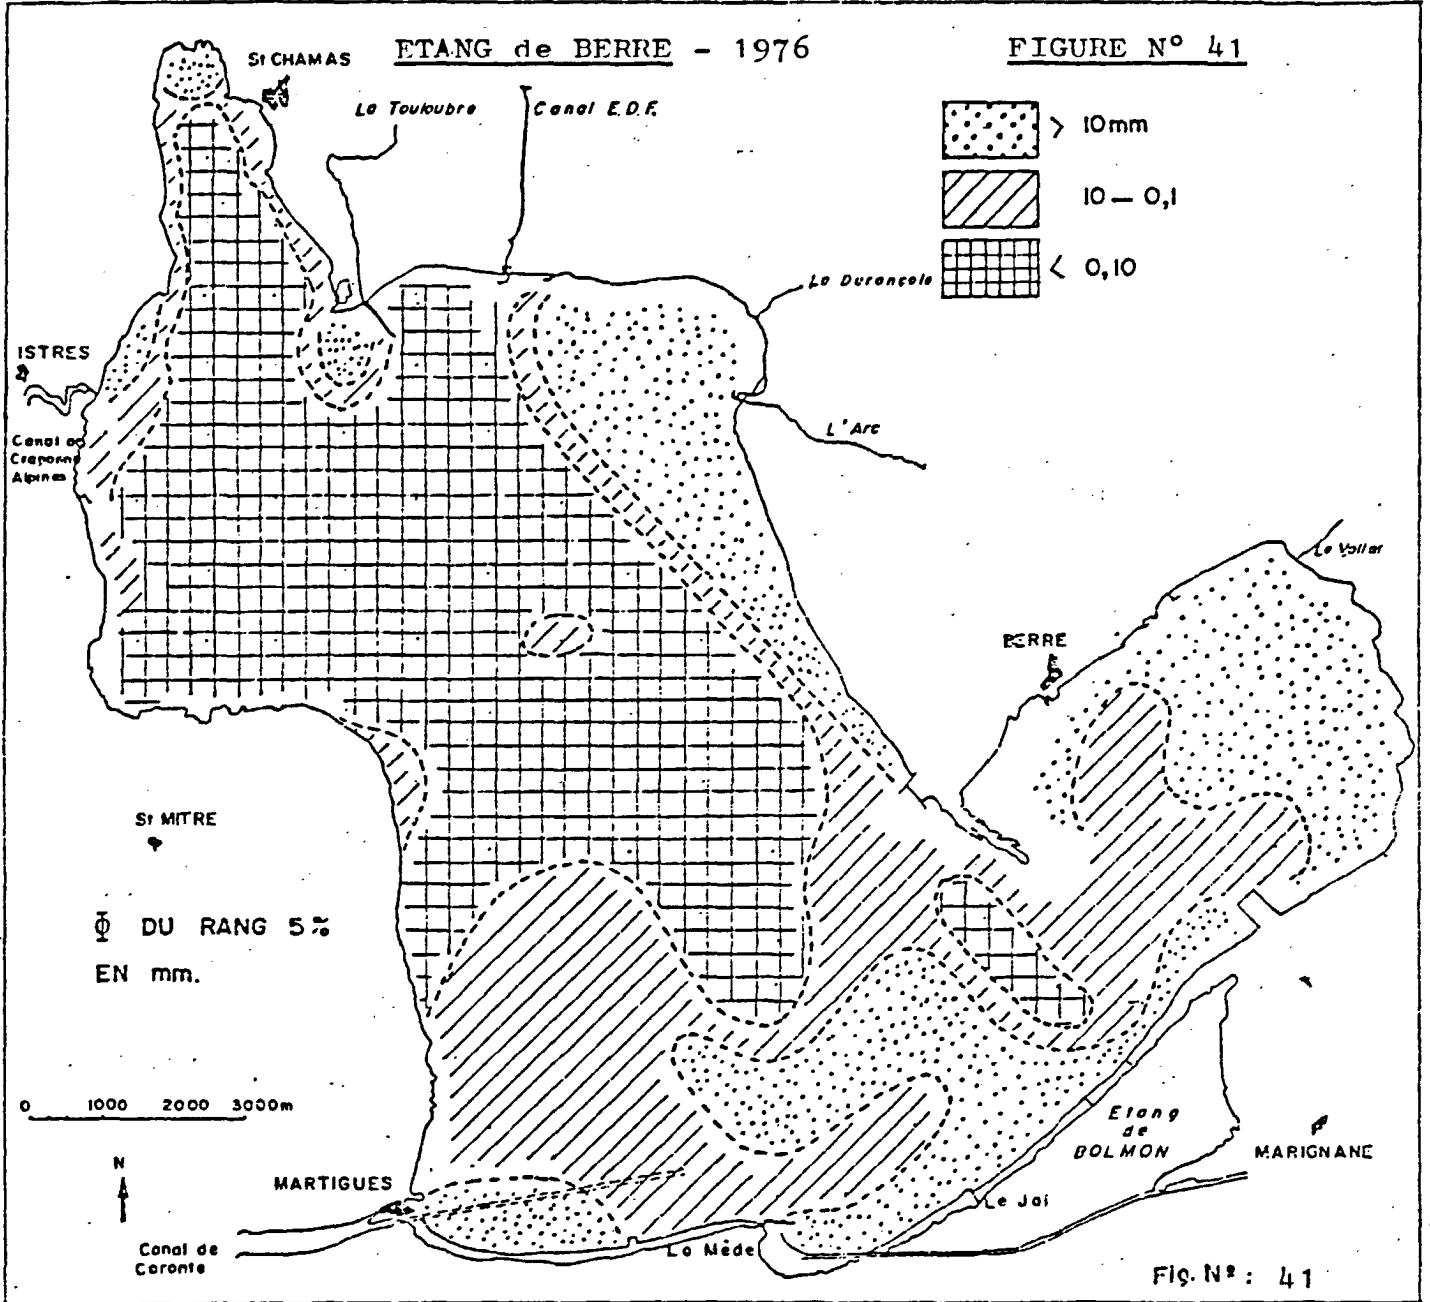 ETANG de BERRE - 1976
FIGURE N° 41
St CHAMAS
La Touloubre
Canal E.D.F.
> 10mm
10 — 0,1
< 0,10
La Durançole
ISTRES
L'Arc
Canal de
Craponne
Alpines
Le Vallat
BERRE
St MITRE
Φ DU RANG 5%
EN mm.
0 1000 2000 3000m
N
MARTIGUES
Etang
de
BOLMON
MARIGNANE
Le Jaï
La Mède
Canal de
Caronte
Fig. Nº : 41